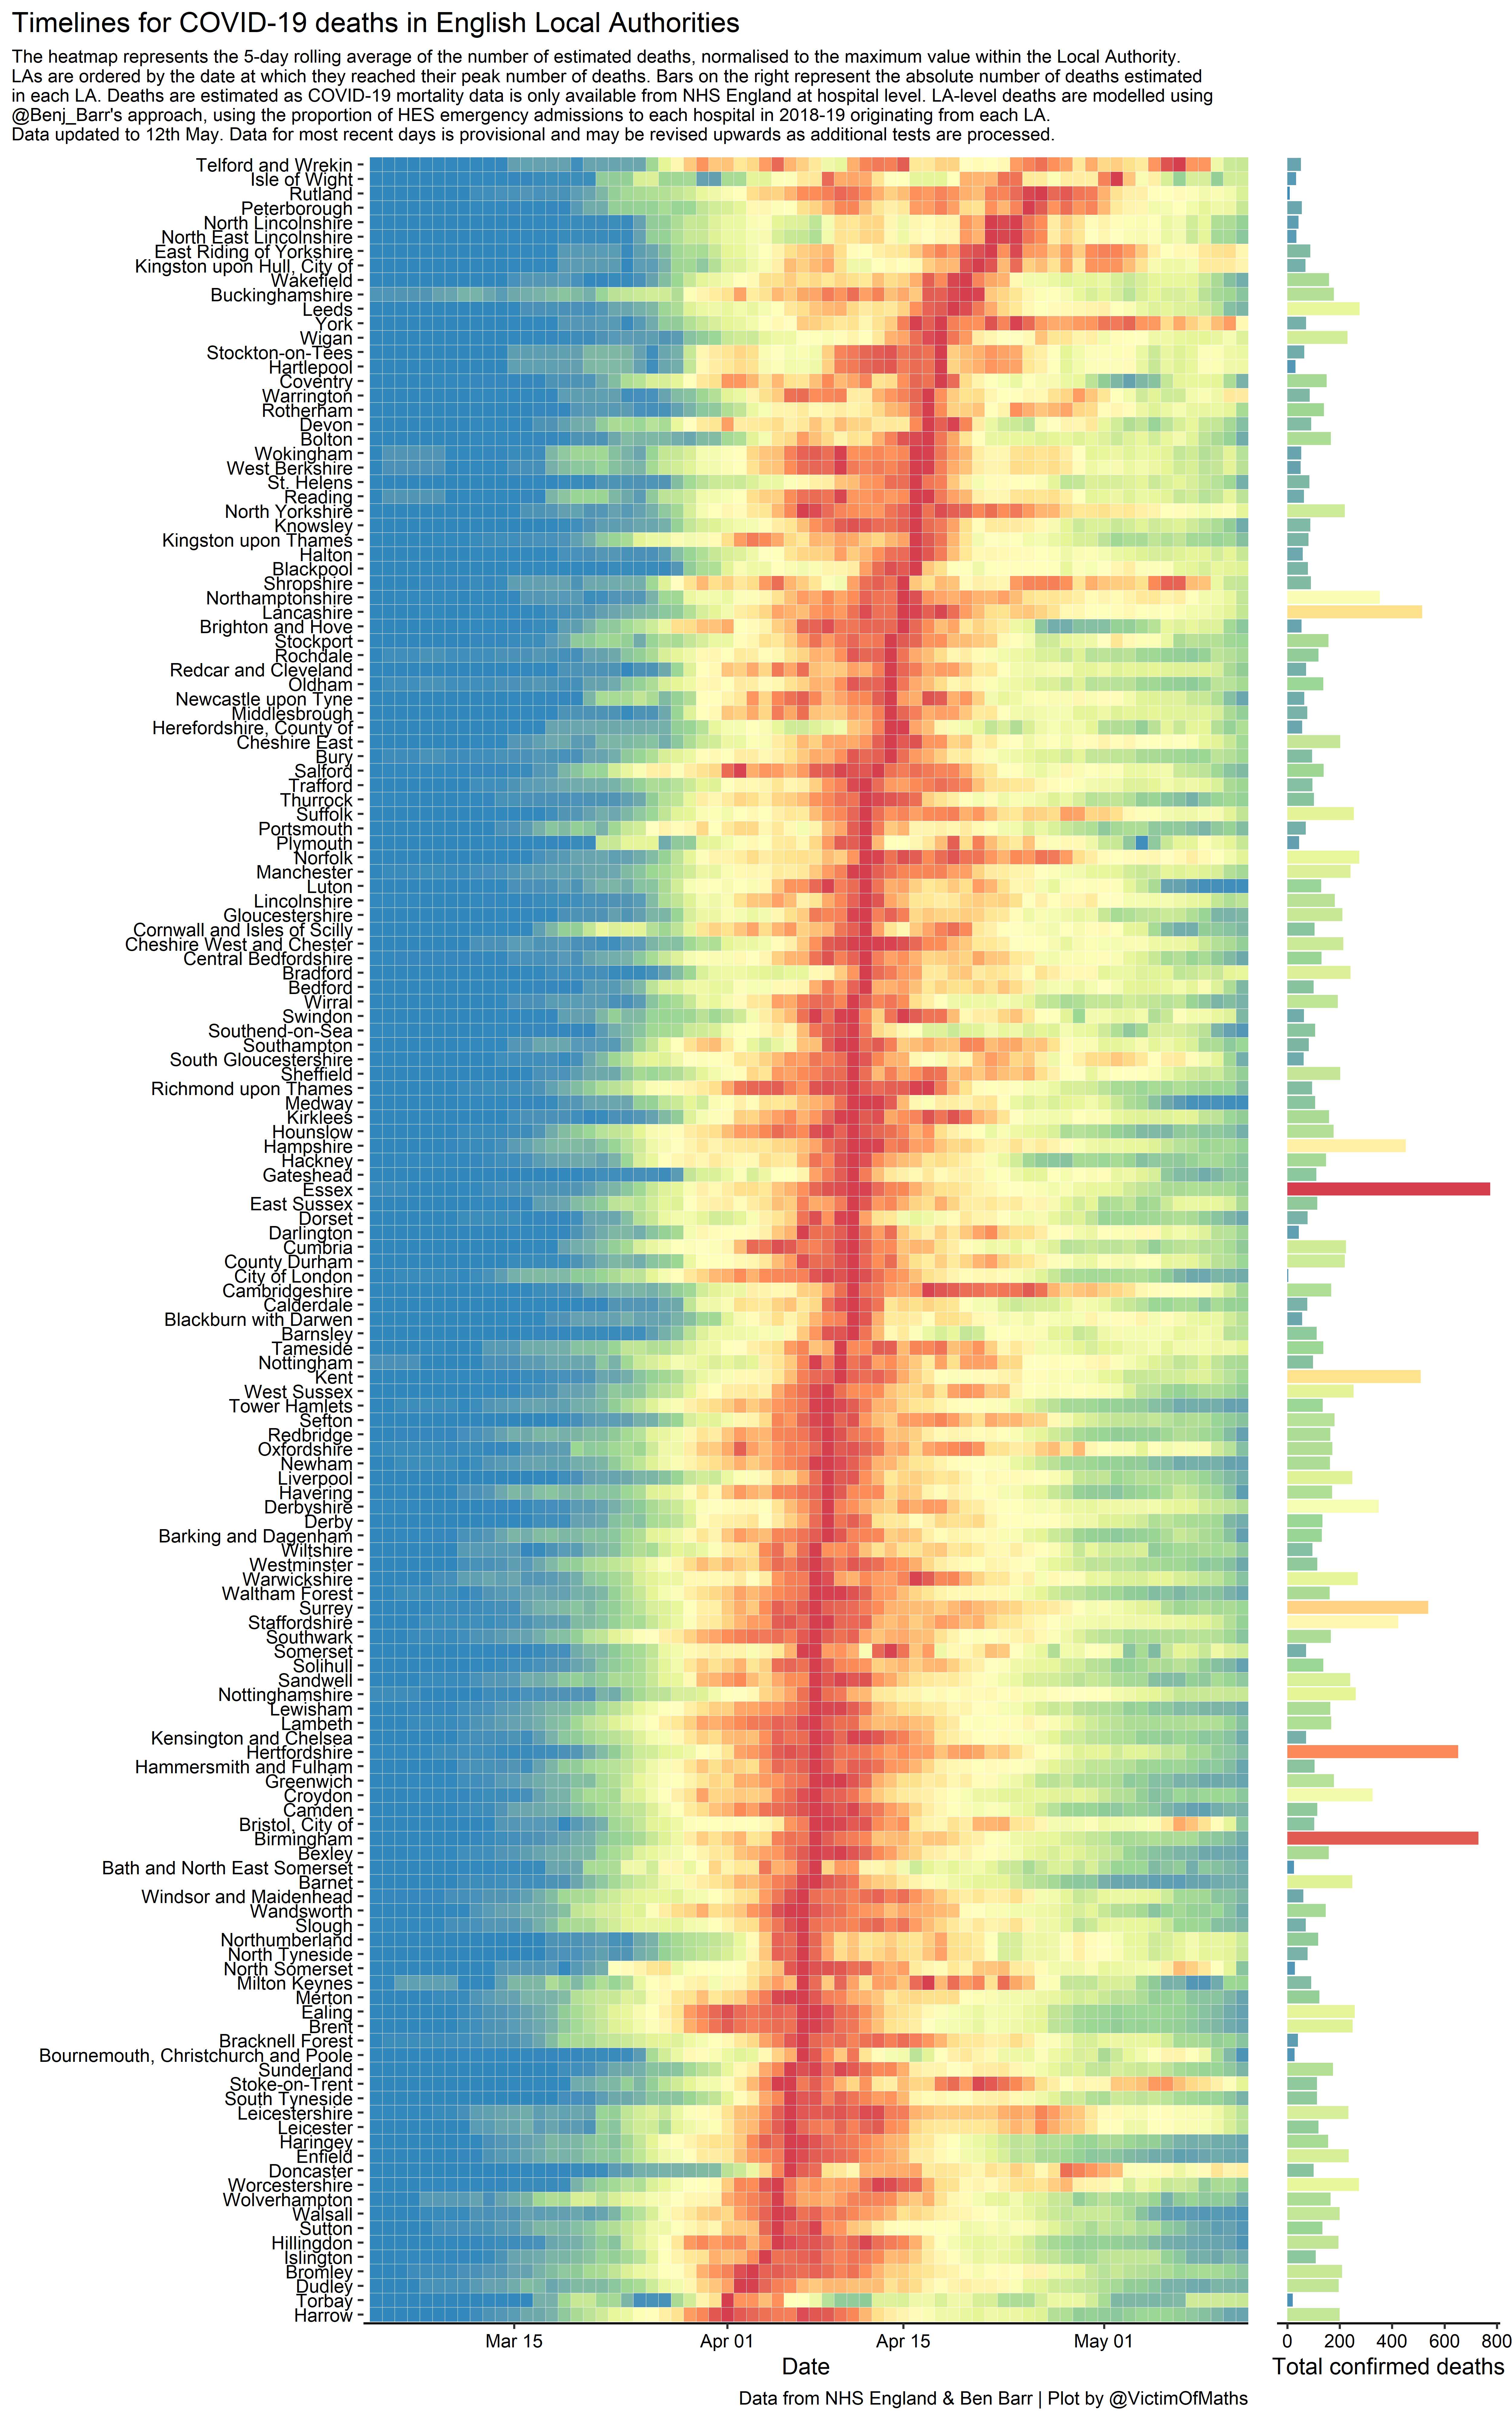 Timelines for COVID-19 deaths in English Local Authorities
The heatmap represents the 5-day rolling average of the number of estimated deaths, normalised to the maximum value within the Local Authority.
LAs are ordered by the date at which they reached their peak number of deaths. Bars on the right represent the absolute number of deaths estimated
in each LA. Deaths are estimated as COVID-19 mortality data is only available from NHS England at hospital level. LA-level deaths are modelled using
@Benj_Barr's approach, using the proportion of HES emergency admissions to each hospital in 2018-19 originating from each LA.
Data updated to 12th May. Data for most recent days is provisional and may be revised upwards as additional tests are processed.
Telford and Wrekin
Isle of Wight
Rutland
Peterborough
North Lincolnshire
North East Lincolnshire
East Riding of Yorkshire
Kingston upon Hull, City of
Wakefield
Buckinghamshire
Leeds
York
Wigan
Stockton-on-Tees
Hartlepool
Coventry
Warrington
Rotherham
Devon
Bolton
Wokingham
West Berkshire
St. Helens
Reading
North Yorkshire
Knowsley
Kingston upon Thames
Halton
Blackpool
Shropshire
Northamptonshire
Lancashire
Brighton and Hove
Stockport
Rochdale
Redcar and Cleveland
Oldham
Newcastle upon Tyne
Middlesbrough
Herefordshire, County of
Cheshire East
Bury
Salford
Trafford
Thurrock
Suffolk
Portsmouth
Plymouth
Norfolk
Manchester
Luton
Lincolnshire
Gloucestershire
Cornwall and Isles of Scilly
Cheshire West and Chester
Central Bedfordshire
Bradford
Bedford
Wirral
Swindon
Southend-on-Sea
Southampton
South Gloucestershire
Sheffield
Richmond upon Thames
Medway
Kirklees
Hounslow
Hampshire
Hackney
Gateshead
Essex
East Sussex
Dorset
Darlington
Cumbria
County Durham
City of London
Cambridgeshire
Calderdale
Blackburn with Darwen
Barnsley
Tameside
Nottingham
Kent
West Sussex
Tower Hamlets
Sefton
Redbridge
Oxfordshire
Newham
Liverpool
Havering
Derbyshire
Derby
Barking and Dagenham
Wiltshire
Westminster
Warwickshire
Waltham Forest
Surrey
Staffordshire
Southwark
Somerset
Solihull
Sandwell
Nottinghamshire
Lewisham
Lambeth
Kensington and Chelsea
Hertfordshire
Hammersmith and Fulham
Greenwich
Croydon
Camden
Bristol, City of
Birmingham
Bexley
Bath and North East Somerset
Barnet
Windsor and Maidenhead
Wandsworth
Slough
Northumberland
North Tyneside
North Somerset
Milton Keynes
Merton
Ealing
Brent
Bracknell Forest
Bournemouth, Christchurch and Poole
Sunderland
Stoke-on-Trent
South Tyneside
Leicestershire
Leicester
Haringey
Enfield
Doncaster
Worcestershire
Wolverhampton
Walsall
Sutton
Hillingdon
Islington
Bromley
Dudley
Torbay
Harrow
Mar 15 Apr 01 Apr 15 May 01
0 200 400 600 800
Date
Total confirmed deaths
Data from NHS England & Ben Barr | Plot by @VictimOfMaths